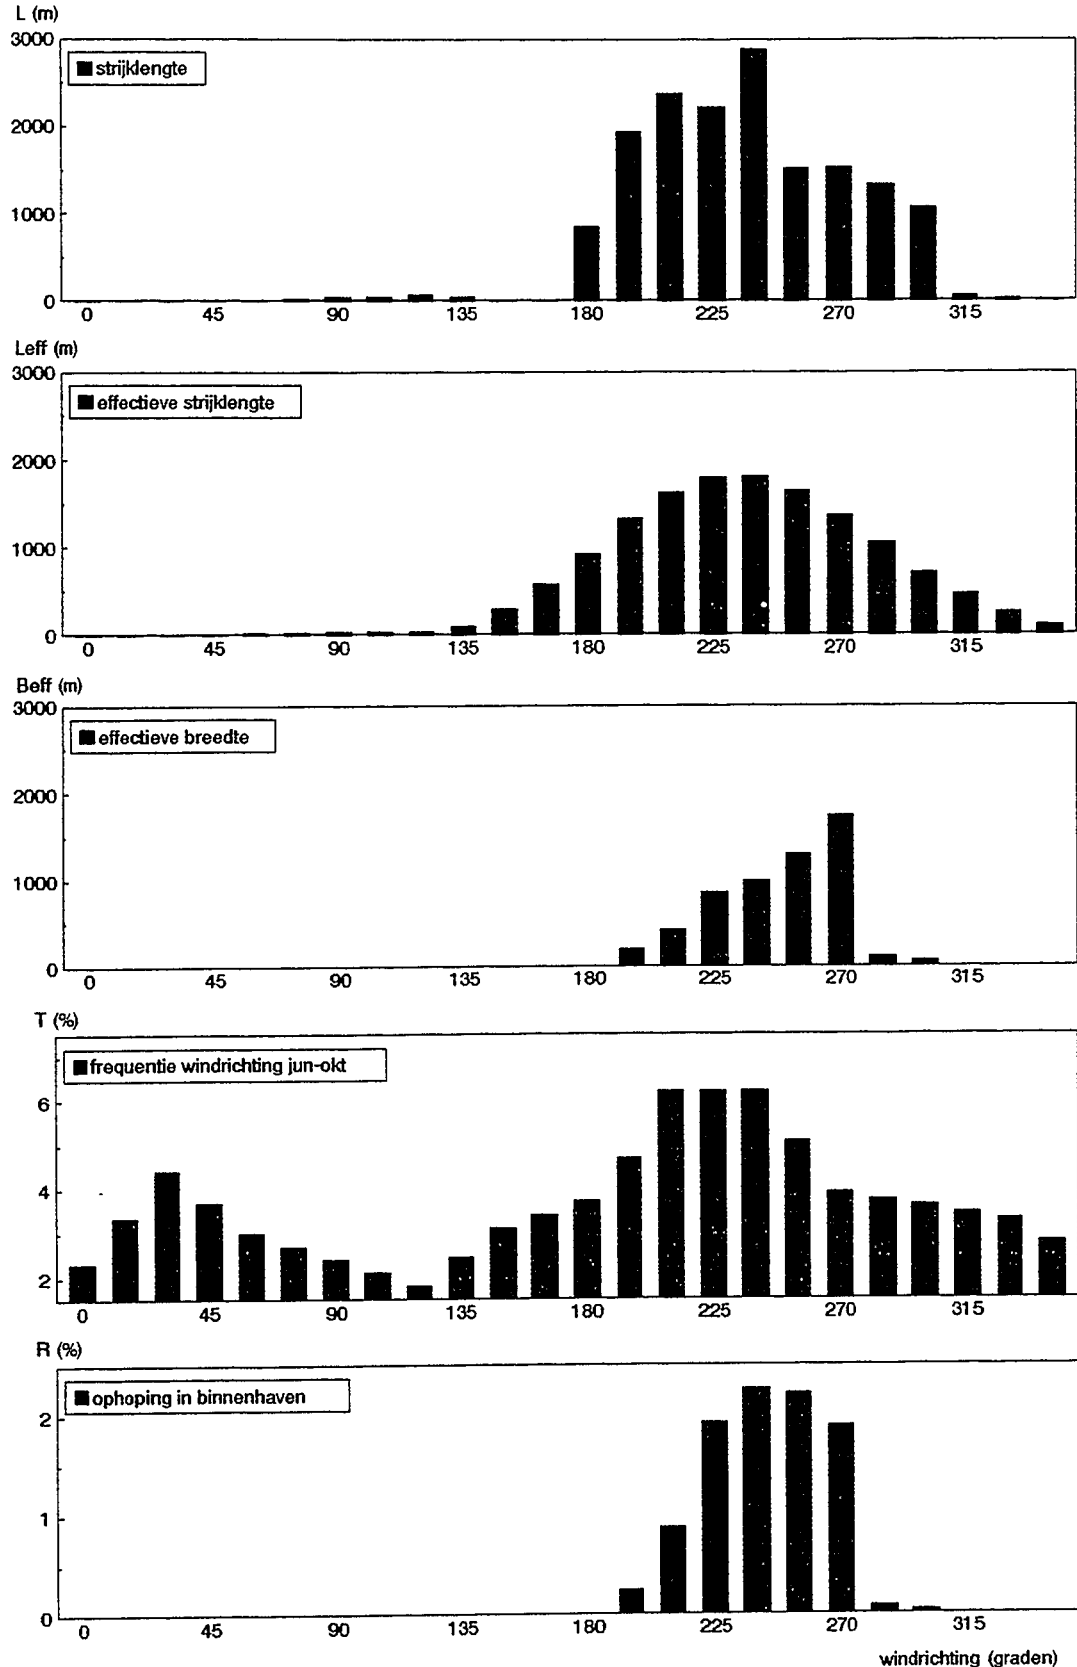 L (m)
3000
strijklengte
2000
1000
0
0 45 90 135 180 225 270 315
Leff (m)
3000
effectieve strijklengte
2000
1000
0
0 45 90 135 180 225 270 315
Beff (m)
3000
effectieve breedte
2000
1000
0
0 45 90 135 180 225 270 315
T (%)
frequentie windrichting jun-okt
6
4
2
0 45 90 135 180 225 270 315
R (%)
ophoping in binnenhaven
2
1
0
0 45 90 135 180 225 270 315
windrichting (graden)